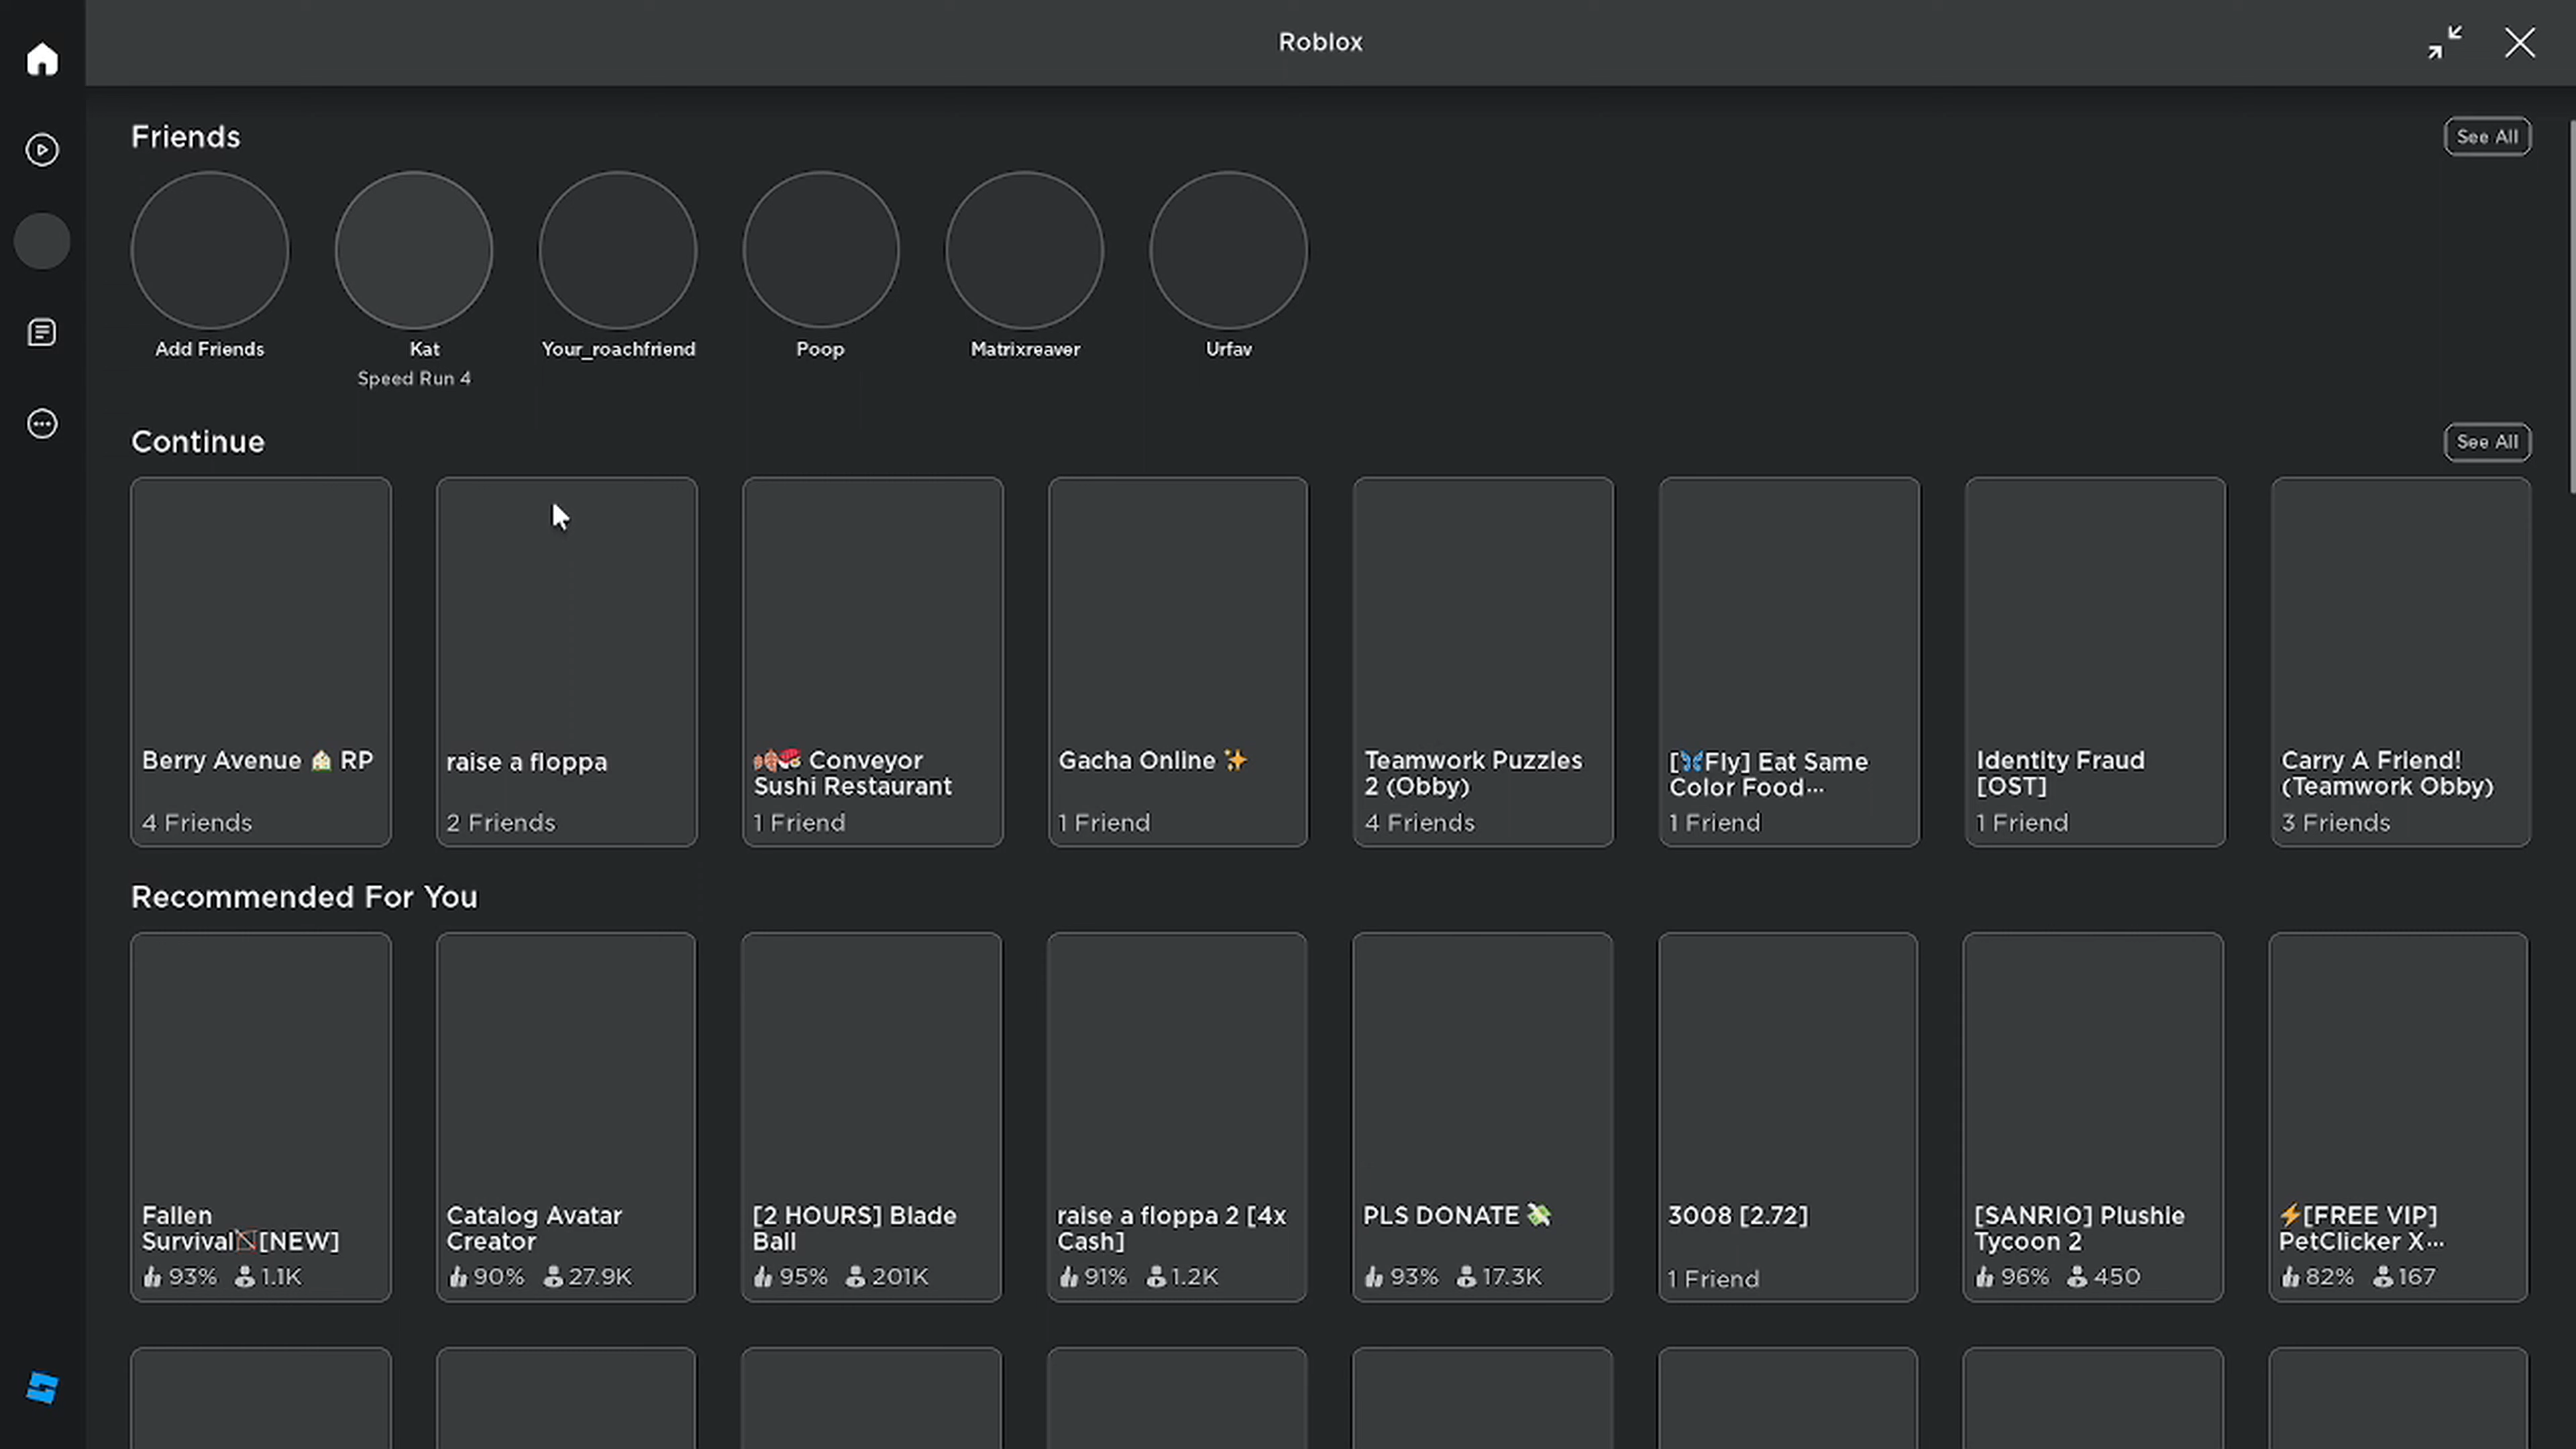 Roblox
Friends
See All
Add Friends
Kat
Your_roachfriend
Poop
Matrixreaver
Urfav
Speed Run 4
Continue
See All
Berry Avenue 🏠 RP
4 Friends
raise a floppa
2 Friends
🍂🍣 Conveyor
Sushi Restaurant
1 Friend
Gacha Online ✨
1 Friend
Teamwork Puzzles
2 (Obby)
4 Friends
[🦋Fly] Eat Same
Color Food...
1 Friend
Identity Fraud
[OST]
1 Friend
Carry A Friend!
(Teamwork Obby)
3 Friends
Recommended For You
Fallen
Survival🏹[NEW]
93% 1.1K
Catalog Avatar
Creator
90% 27.9K
[2 HOURS] Blade
Ball
95% 201K
raise a floppa 2 [4x
Cash]
91% 1.2K
PLS DONATE 💸
93% 17.3K
3008 [2.72]
1 Friend
[SANRIO] Plushie
Tycoon 2
96% 450
⚡[FREE VIP]
PetClicker X...
82% 167